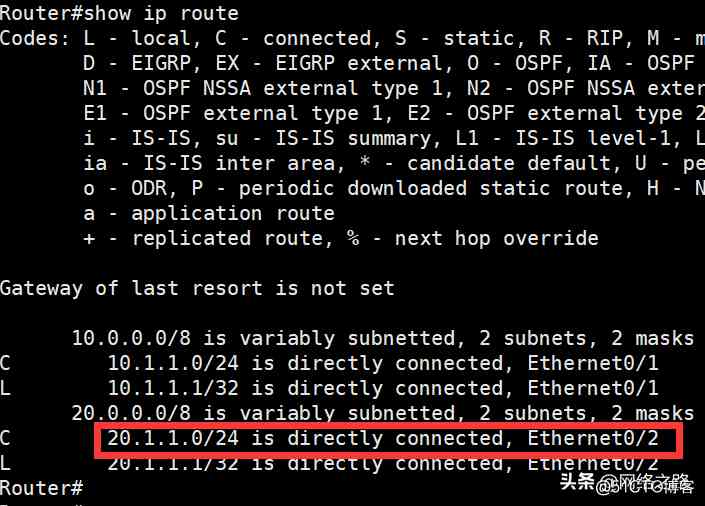 Router#show ip route
Codes: L - local, C - connected, S - static, R - RIP, M - m
D - EIGRP, EX - EIGRP external, O - OSPF, IA - OSPF
N1 - OSPF NSSA external type 1, N2 - OSPF NSSA exter
E1 - OSPF external type 1, E2 - OSPF external type 2
i - IS-IS, su - IS-IS summary, L1 - IS-IS level-1, L
ia - IS-IS inter area, * - candidate default, U - pe
o - ODR, P - periodic downloaded static route, H - N
a - application route
+ - replicated route, % - next hop override
Gateway of last resort is not set
10.0.0.0/8 is variably subnetted, 2 subnets, 2 masks
C 10.1.1.0/24 is directly connected, Ethernet0/1
L 10.1.1.1/32 is directly connected, Ethernet0/1
20.0.0.0/8 is variably subnetted, 2 subnets, 2 masks
C 20.1.1.0/24 is directly connected, Ethernet0/2
L 20.1.1.1/32 is directly connected, Ethernet0/2
Router#
头条 @网络之路
@51CTO博客